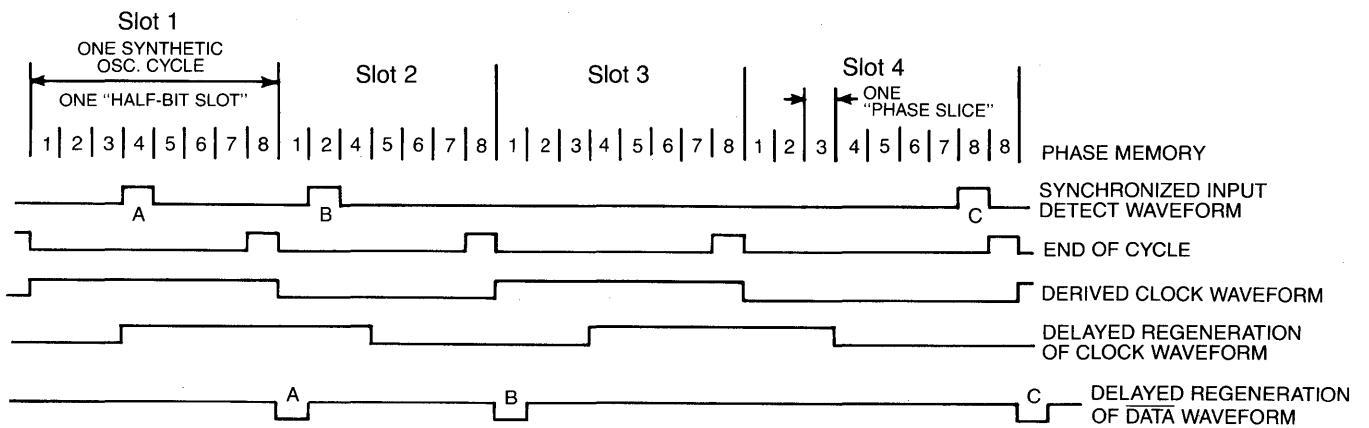 Slot 1
ONE SYNTHETIC
OSC. CYCLE
ONE "HALF-BIT SLOT"
Slot 2
Slot 3
Slot 4
ONE
"PHASE SLICE"
1 2 3 4 5 6 7 8 1 2 4 5 6 7 8 1 2 3 4 5 6 7 8 1 2 3 4 5 6 7 8 8
PHASE MEMORY
A B C
SYNCHRONIZED INPUT
DETECT WAVEFORM
END OF CYCLE
DERIVED CLOCK WAVEFORM
DELAYED REGENERATION
OF CLOCK WAVEFORM
A B C
DELAYED REGENERATION
OF DATA WAVEFORM